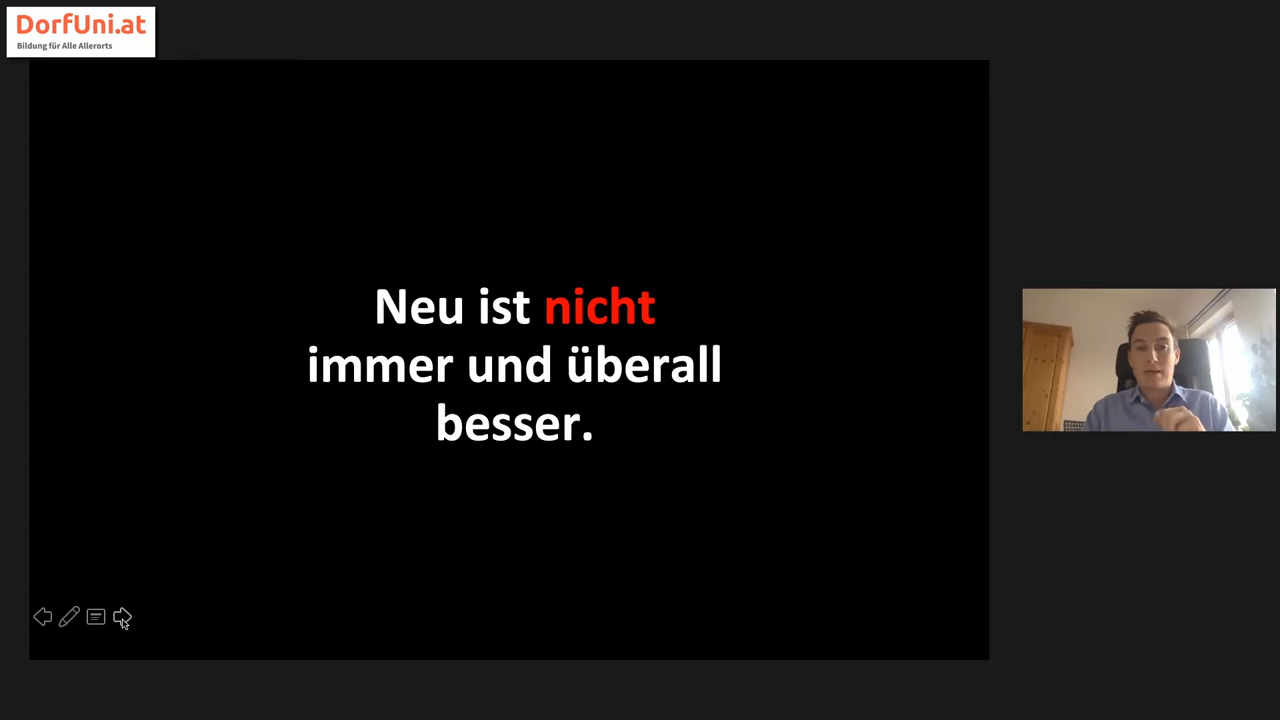 DorfUni.at
Bildung für Alle Allerorts
Neu ist nicht
immer und überall
besser.